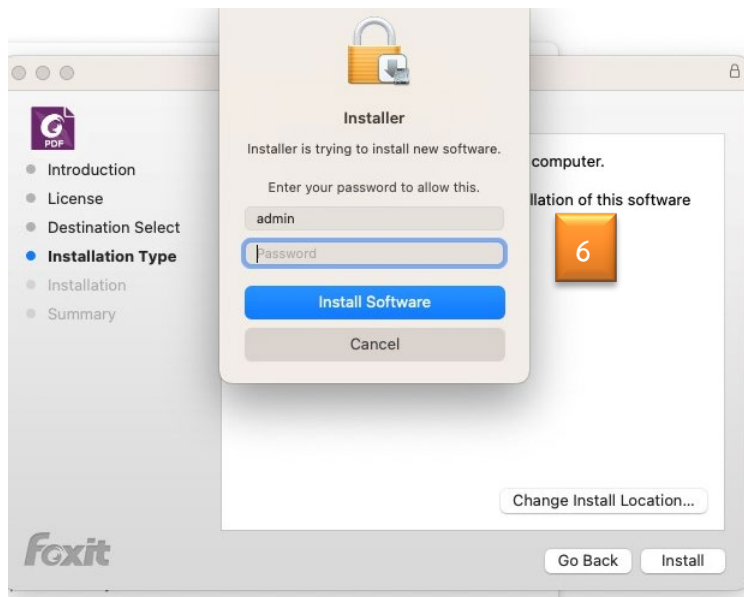 Installer
Installer is trying to install new software.
Enter your password to allow this.
admin
Password
Install Software
Cancel
G
PDF
Introduction
License
Destination Select
Installation Type
Installation
Summary
computer.
llation of this software
6
Change Install Location...
foxit
Go Back
Install